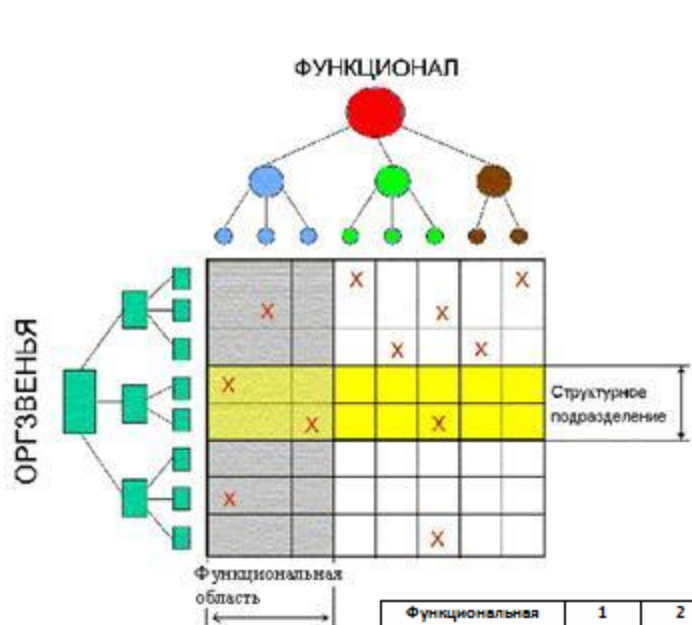 ФУНКЦИОНАЛ
ОРГЗВЕНЬЯ
X X
X X
X X
X
X X
X
X
Структурное
подразделение
Функциональная
область
Функциональная 1 2